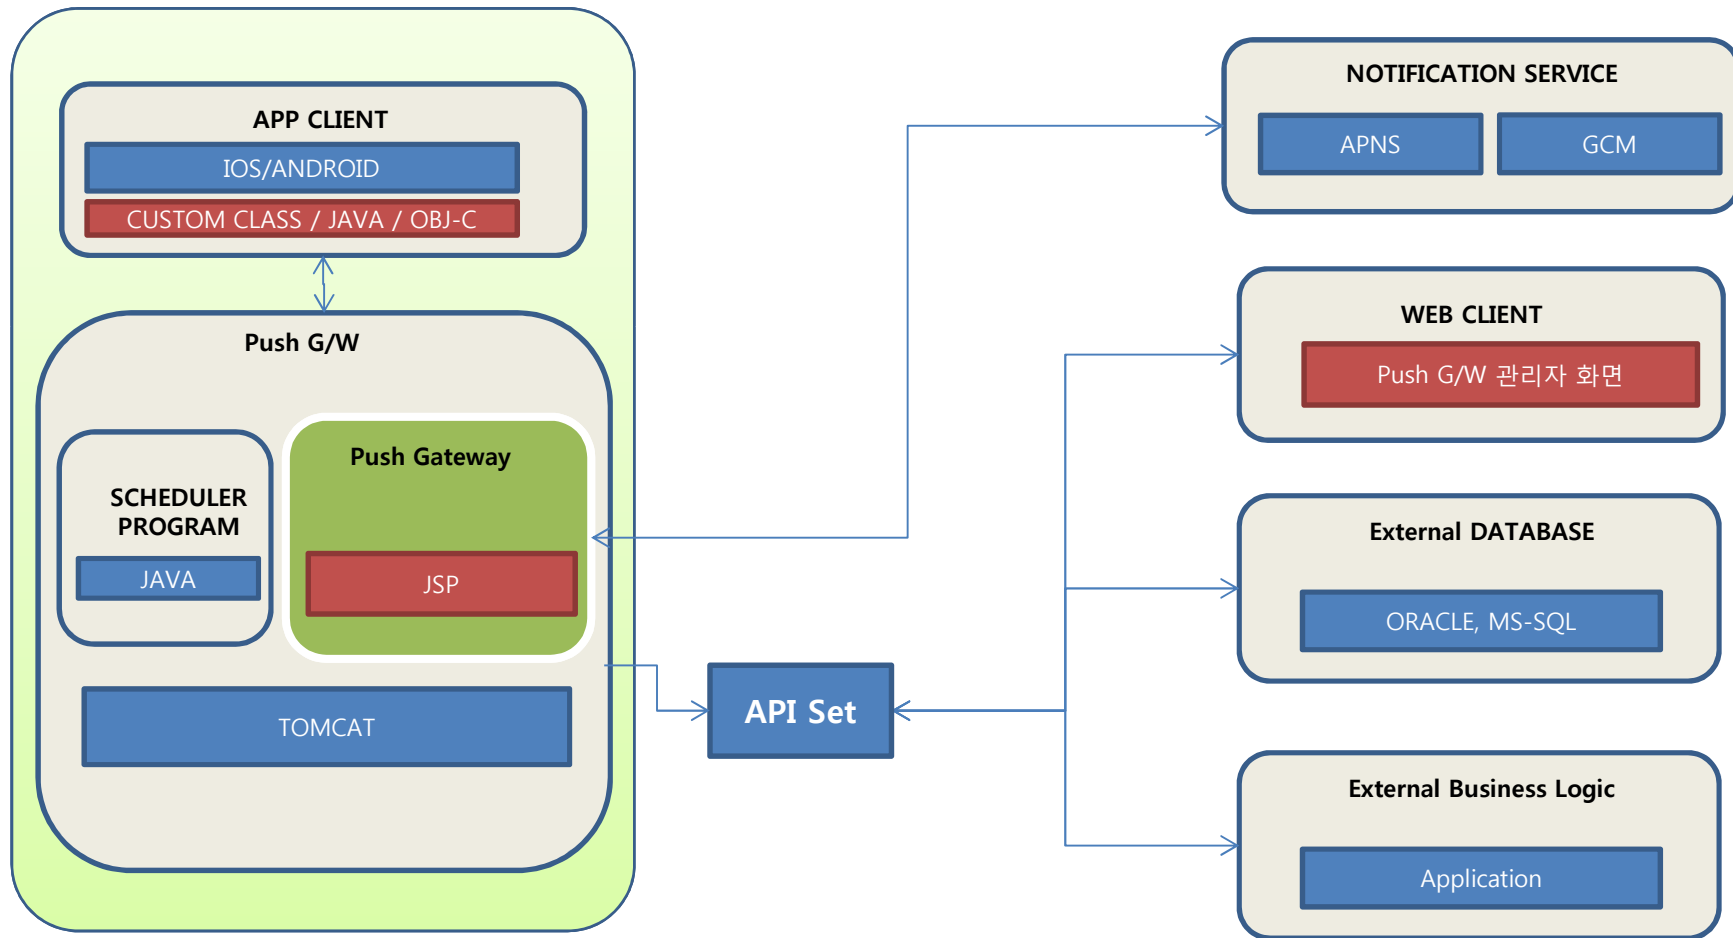 APP CLIENT
IOS/ANDROID
CUSTOM CLASS / JAVA / OBJ-C
Push G/W
SCHEDULER
PROGRAM
JAVA
Push Gateway
JSP
TOMCAT
API Set
NOTIFICATION SERVICE
APNS
GCM
WEB CLIENT
Push G/W 관리자 화면
External DATABASE
ORACLE, MS-SQL
External Business Logic
Application